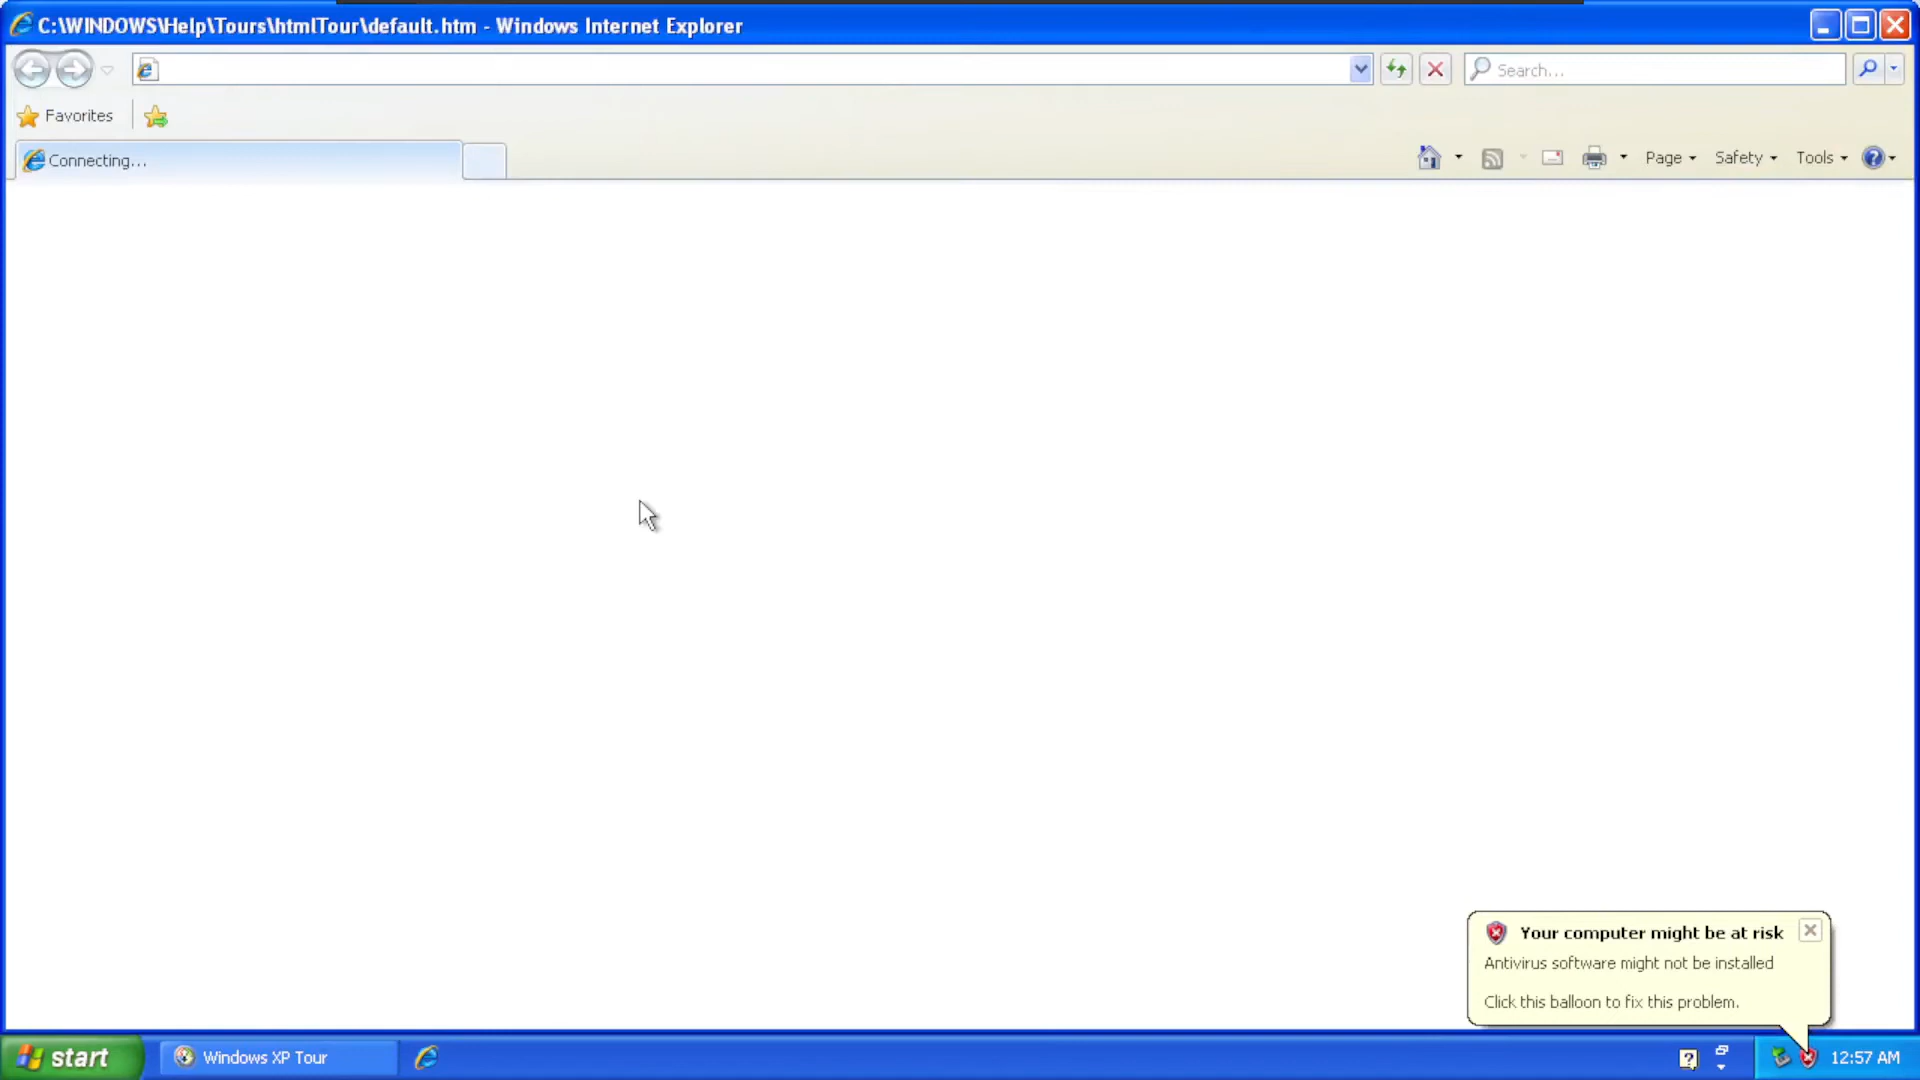 C:\WINDOWS\Help\Tours\htmlTour\default.htm - Windows Internet Explorer
Search...
Favorites
Connecting...
Page
Safety
Tools
Your computer might be at risk
Antivirus software might not be installed
Click this balloon to fix this problem.
start
Windows XP Tour
12:57 AM